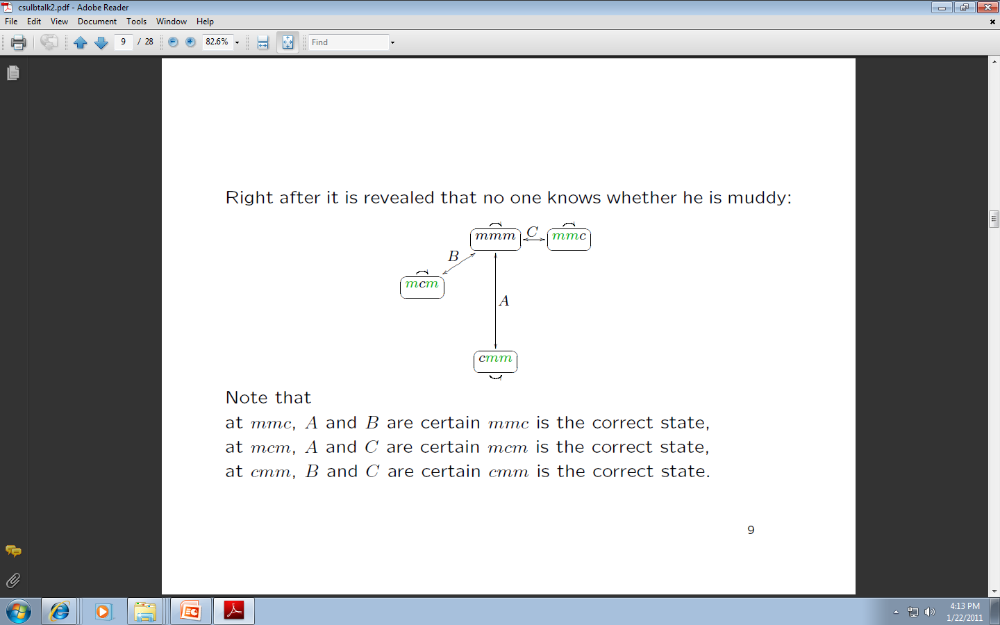 csulbtalk2.pdf - Adobe Reader
File Edit View Document Tools Window Help
9 / 28 82.6% Find
Right after it is revealed that no one knows whether he is muddy:
mmm C mmc
B
mcm
A
cmm
Note that
at mmc, A and B are certain mmc is the correct state,
at mcm, A and C are certain mcm is the correct state,
at cmm, B and C are certain cmm is the correct state.
9
4:13 PM
1/22/2011